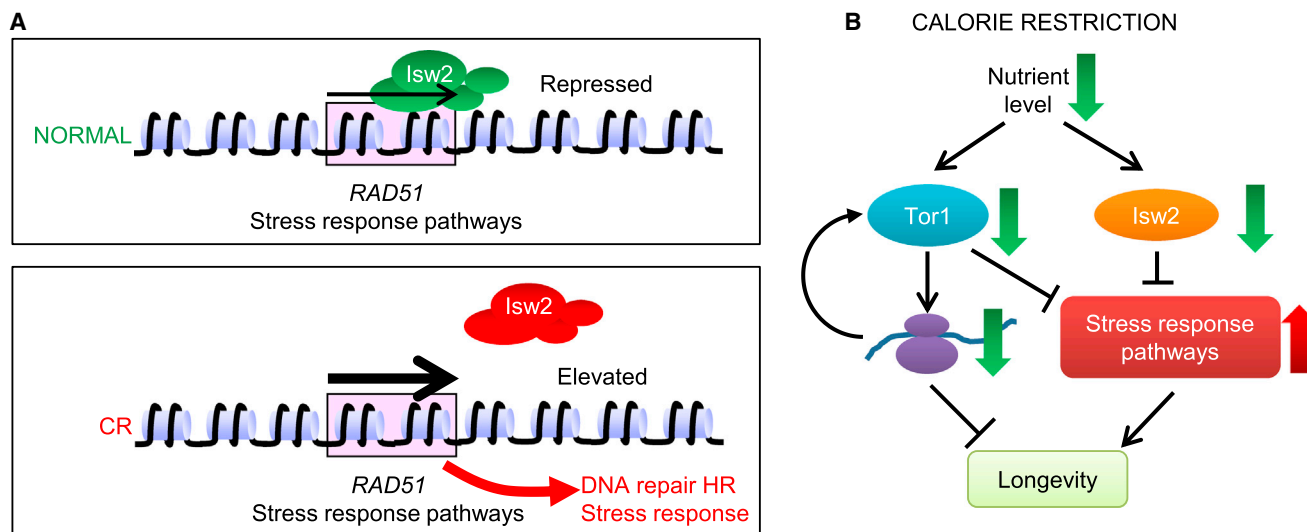 A
Isw2
Repressed
NORMAL
RAD51
Stress response pathways
Isw2
Elevated
CR
RAD51
Stress response pathways
DNA repair HR
Stress response
B
CALORIE RESTRICTION
Nutrient
level
Tor1
Isw2
Stress response
pathways
Longevity